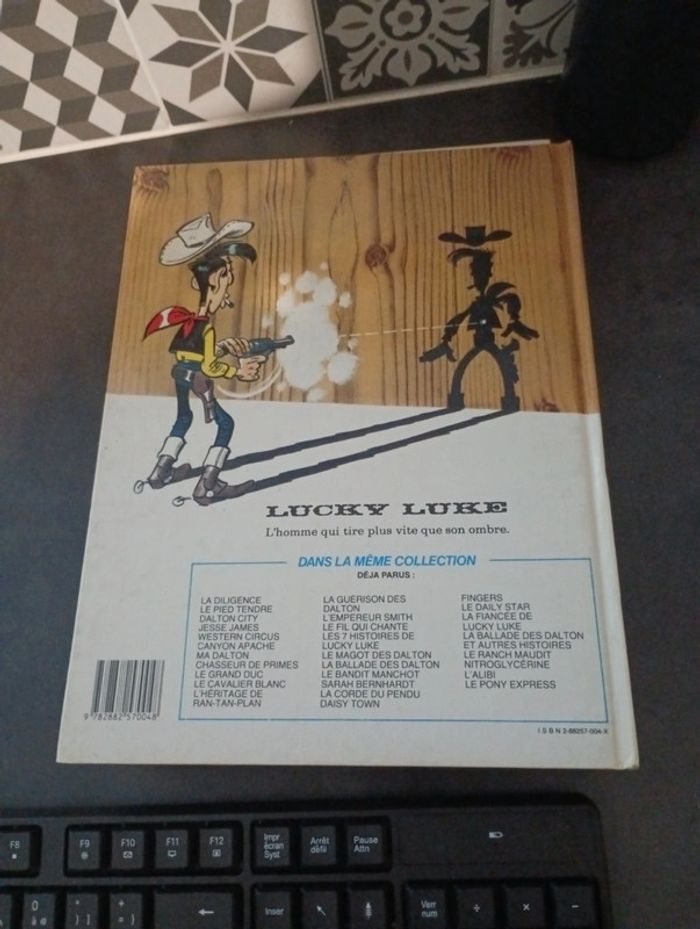 LUCKY LUKE
L'homme qui tire plus vite que son ombre.
DANS LA MÊME COLLECTION
DÉJA PARUS :
LA DILIGENCE
LE PIED TENDRE
DALTON CITY
JESSE JAMES
WESTERN CIRCUS
CANYON APACHE
MA DALTON
CHASSEUR DE PRIMES
LE GRAND DUC
LE CAVALIER BLANC
L'HÉRITAGE DE
RAN-TAN-PLAN
LA GUERISON DES
DALTON
L'EMPEREUR SMITH
LE FIL QUI CHANTE
LES 7 HISTOIRES DE
LUCKY LUKE
LE MAGOT DES DALTON
LA BALLADE DES DALTON
LE BANDIT MANCHOT
SARAH BERNHARDT
LA CORDE DU PENDU
DAISY TOWN
FINGERS
LE DAILY STAR
LA FIANCÉE DE
LUCKY LUKE
LA BALLADE DES DALTON
ET AUTRES HISTOIRES
LE RANCH MAUDIT
NITROGLYCÉRINE
L'ALIBI
LE PONY EXPRESS
9 782882 570048
ISBN 2-88257-004-X
F8
F9
F10
F11
F12
Impr
écran
Syst
Arrêt
défil
Pause
Attn
0
à @
°
) ]
+
= }
←
Inser
Verr
num
÷
×
−